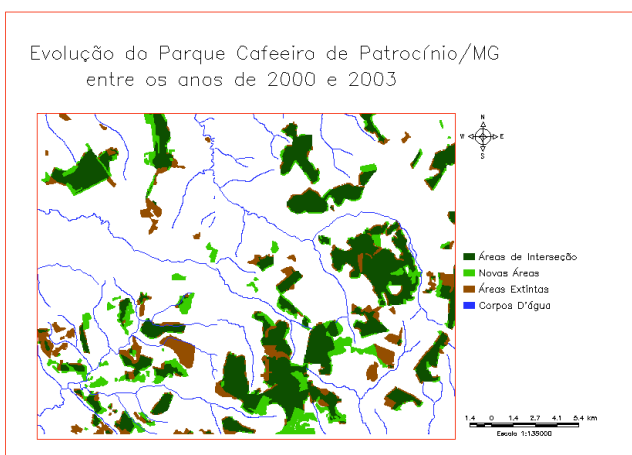 Evolução do Parque Cafeeiro de Patrocínio/MG
entre os anos de 2000 e 2003
N
W E
S
Áreas de Interseção
Novas Áreas
Áreas Extintas
Corpos D'água
1.4 0 1.4 2.7 4.1 5.4 km
Escala 1:135000